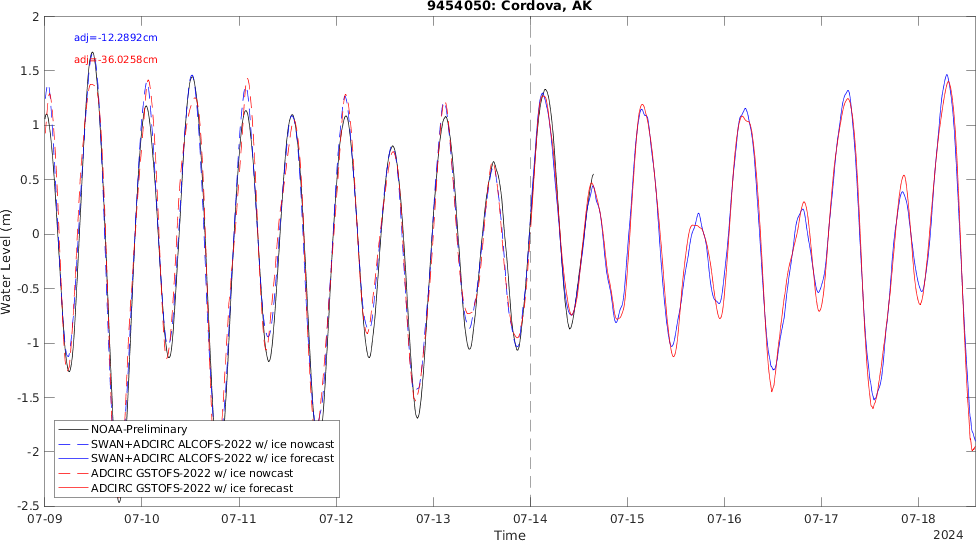 9454050: Cordova, AK
adj=-12.2892cm
adj=-36.0258cm
Water Level (m)
2
1.5
1
0.5
0
-0.5
-1
-1.5
-2
-2.5
NOAA-Preliminary
SWAN+ADCIRC ALCOFS-2022 w/ ice nowcast
SWAN+ADCIRC ALCOFS-2022 w/ ice forecast
ADCIRC GSTOFS-2022 w/ ice nowcast
ADCIRC GSTOFS-2022 w/ ice forecast
07-09 07-10 07-11 07-12 07-13 07-14 07-15 07-16 07-17 07-18
Time
2024